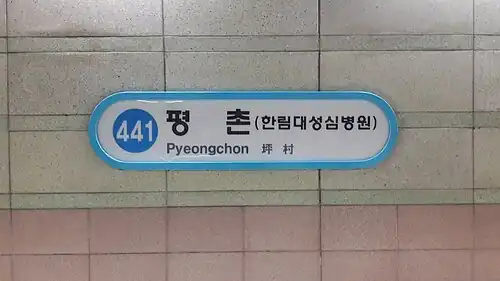 441 평 촌 (한림대성심병원)
Pyeongchon 坪 村